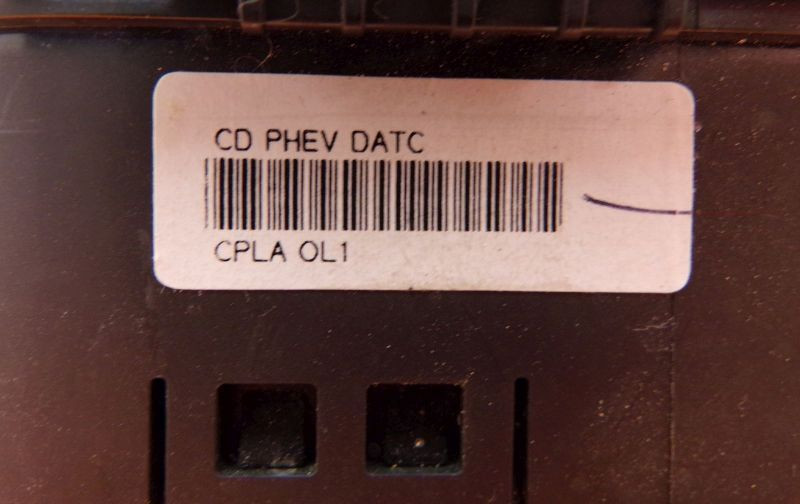 CD PHEV DATC
CPLA OL1